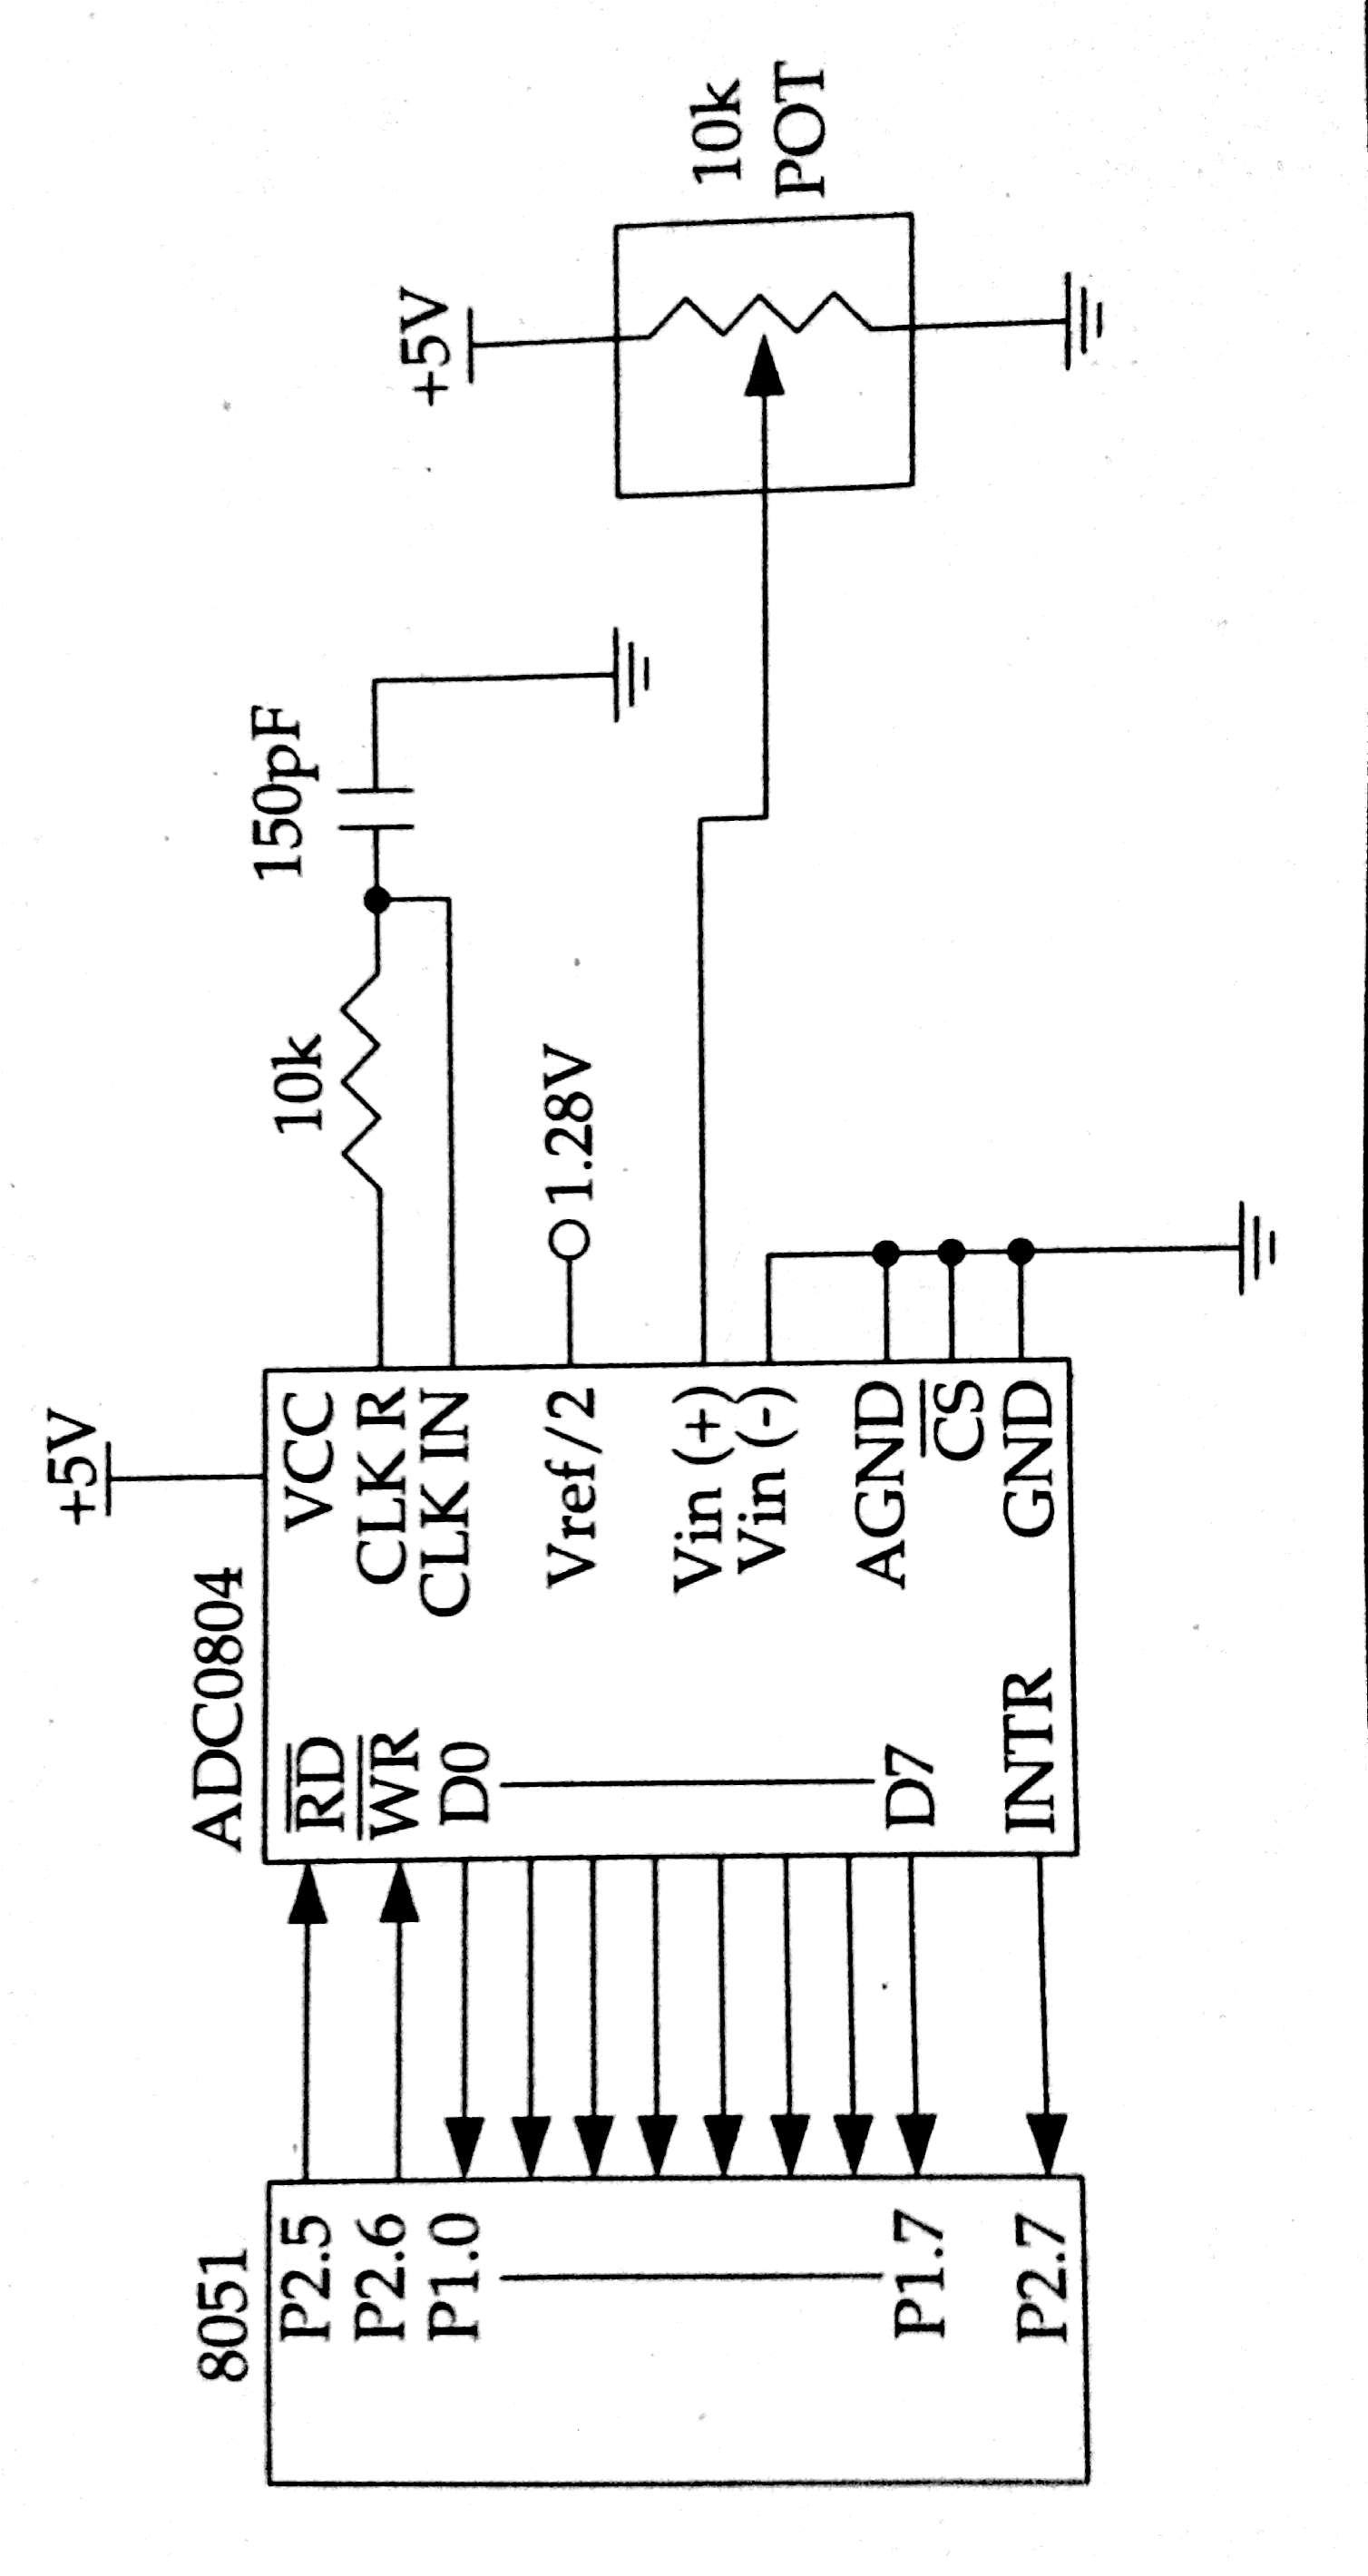 8051
ADC0804
+5V
P2.5
P2.6
P1.0
P1.7
P2.7
RD
WR
D0
D7
INTR
VCC
CLK R
CLK IN
Vref/2
Vin (+)
Vin (-)
AGND
CS
GND
10k
150pF
1.28V
+5V
10k
POT